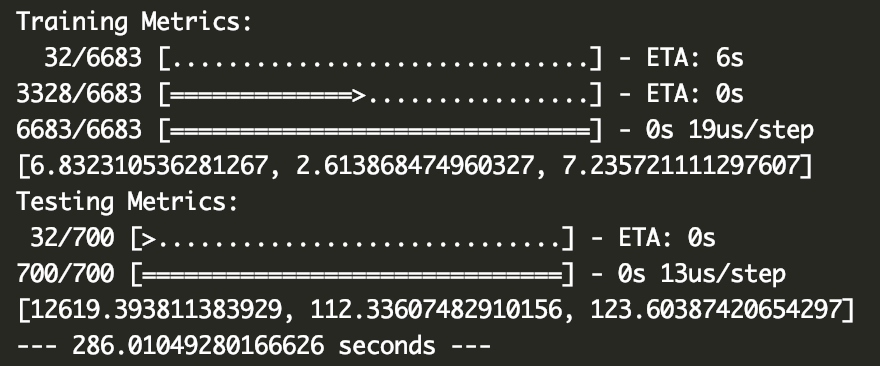 Training Metrics:
32/6683 [..............................] - ETA: 6s
3328/6683 [=============>................] - ETA: 0s
6683/6683 [==============================] - 0s 19us/step
[6.832310536281267, 2.613868474960327, 7.235721111297607]
Testing Metrics:
32/700 [>.............................] - ETA: 0s
700/700 [==============================] - 0s 13us/step
[12619.393811383929, 112.33607482910156, 123.60387420654297]
--- 286.01049280166626 seconds ---